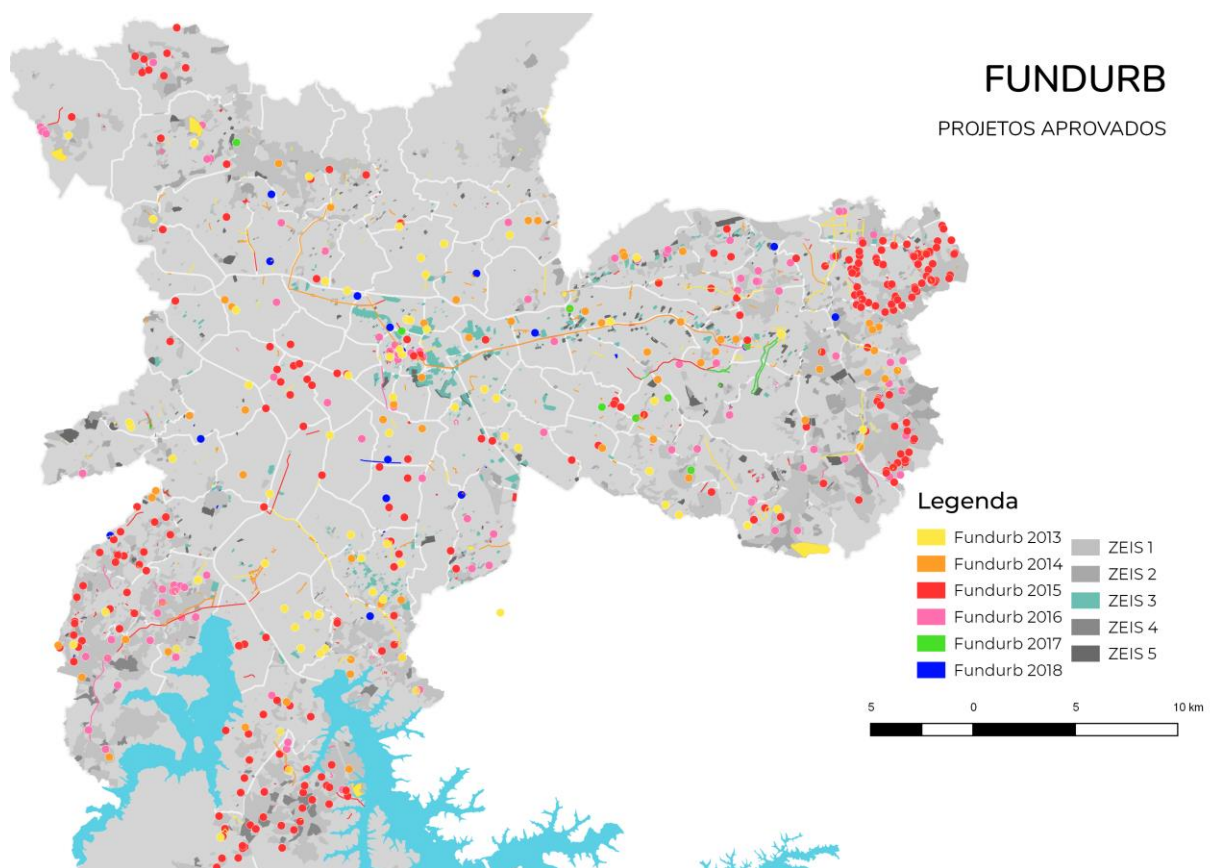 FUNDURB
PROJETOS APROVADOS
Legenda
Fundurb 2013
Fundurb 2014
Fundurb 2015
Fundurb 2016
Fundurb 2017
Fundurb 2018
ZEIS 1
ZEIS 2
ZEIS 3
ZEIS 4
ZEIS 5
5 0 5 10 km